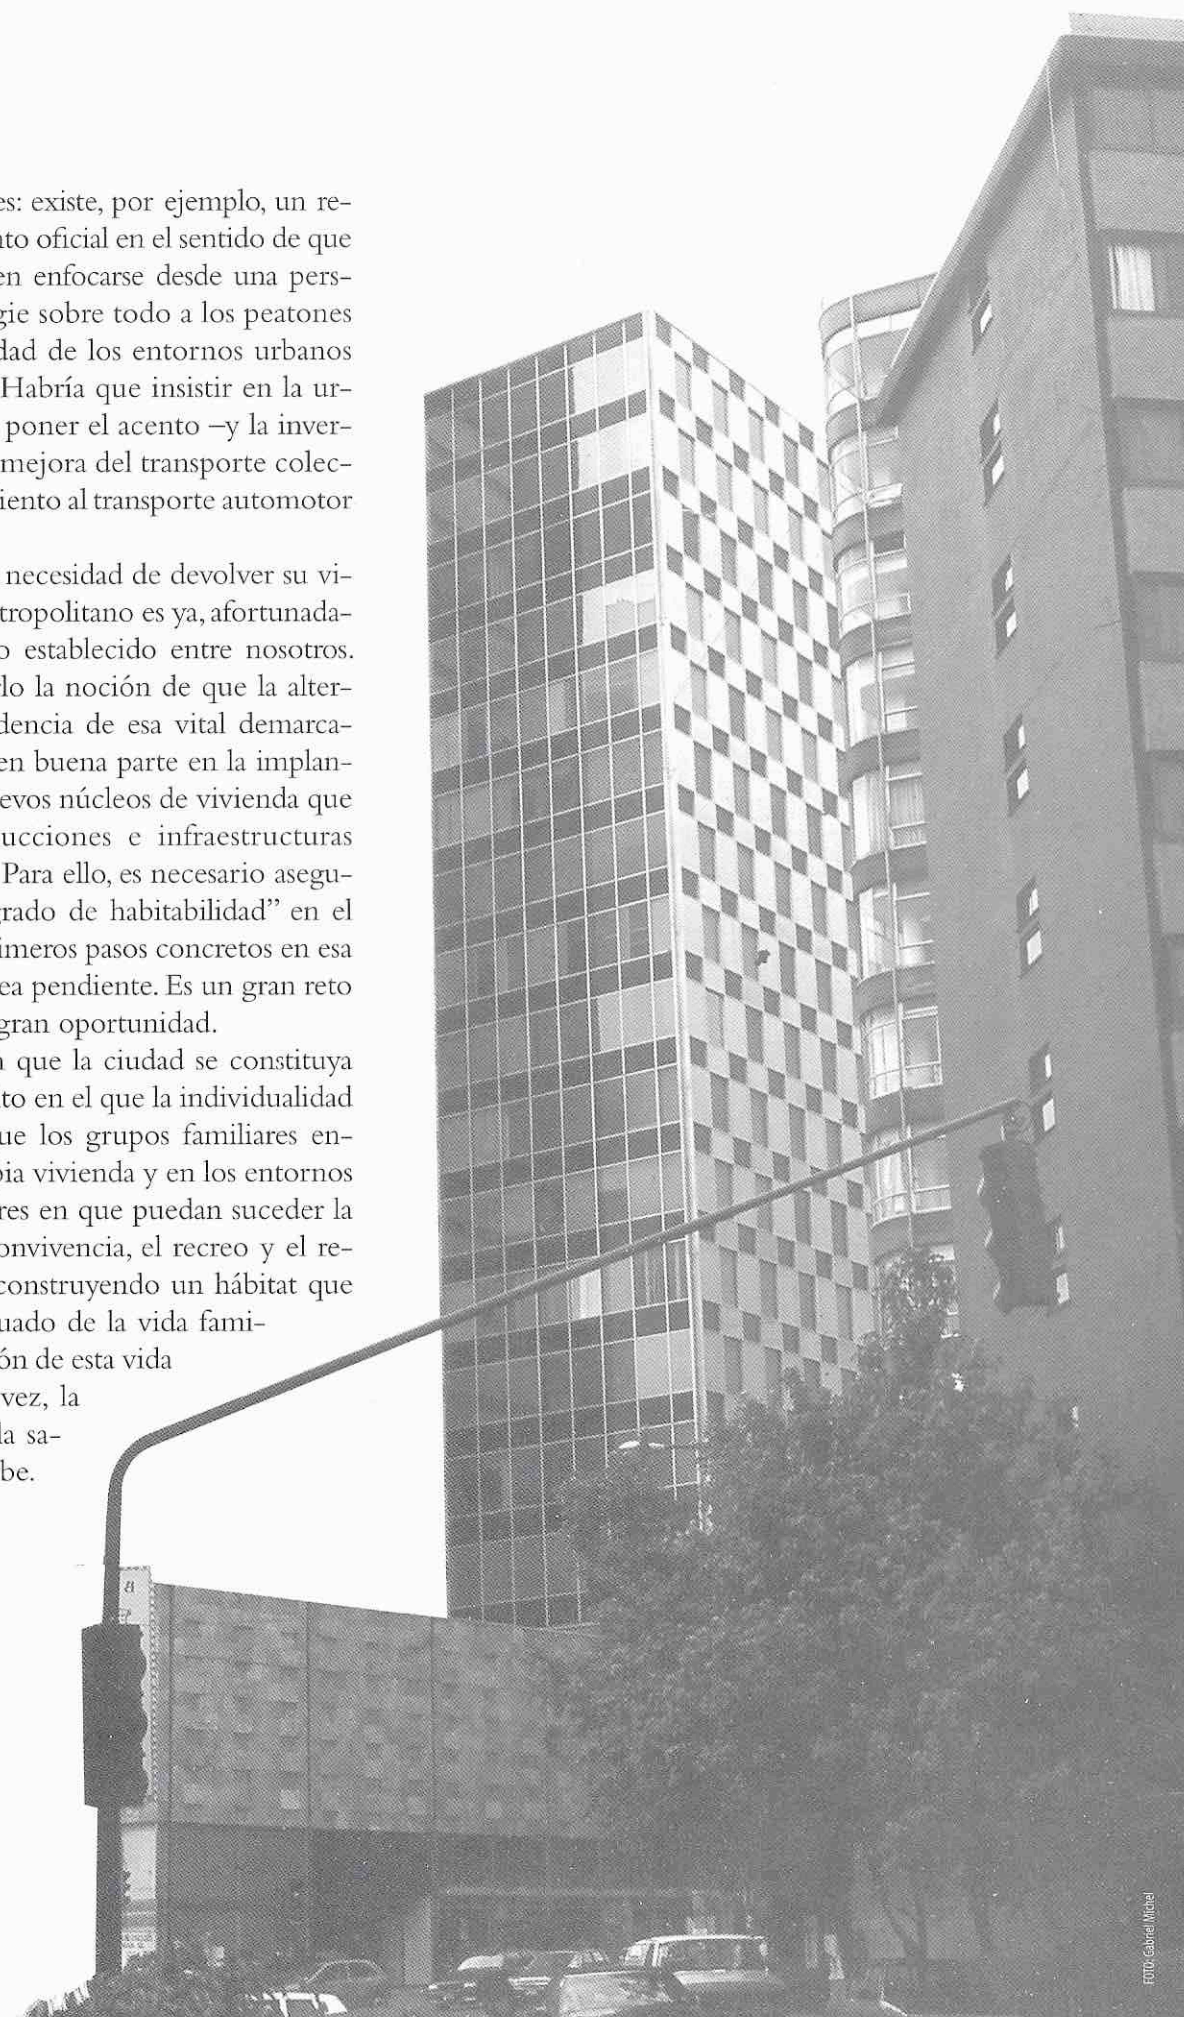 es: existe, por ejemplo, un re-
nto oficial en el sentido de que
en enfocarse desde una pers-
gie sobre todo a los peatones
dad de los entornos urbanos
Habría que insistir en la ur-
poner el acento –y la inver-
mejora del transporte colec-
iento al transporte automotor
necesidad de devolver su vi-
tropolitano es ya, afortunada-
o establecido entre nosotros.
lo la noción de que la alter-
dencia de esa vital demarca-
en buena parte en la implan-
evos núcleos de vivienda que
ucciones e infraestructuras
Para ello, es necesario asegu-
grado de habitabilidad” en el
imeros pasos concretos en esa
ea pendiente. Es un gran reto
gran oportunidad.
que la ciudad se constituya
to en el que la individualidad
ue los grupos familiares en-
pia vivienda y en los entornos
res en que puedan suceder la
onvivencia, el recreo y el re-
construyendo un hábitat que
uado de la vida fami-
ón de esta vida
vez, la
la sa-
be.
FOTO: Gabriel Michel